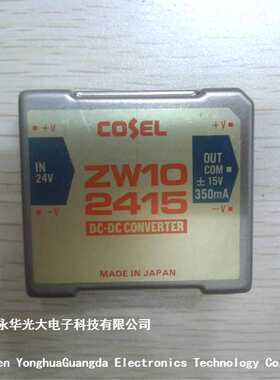 +V
+V
COSEL
IN
24V
ZW10
2415
OUT
COM
± 15V
350mA
-V
DC-DC CONVERTER
-V
MADE IN JAPAN
永华光大电子科技有限公司
en YonghuaGuangda Electronics Technology Co